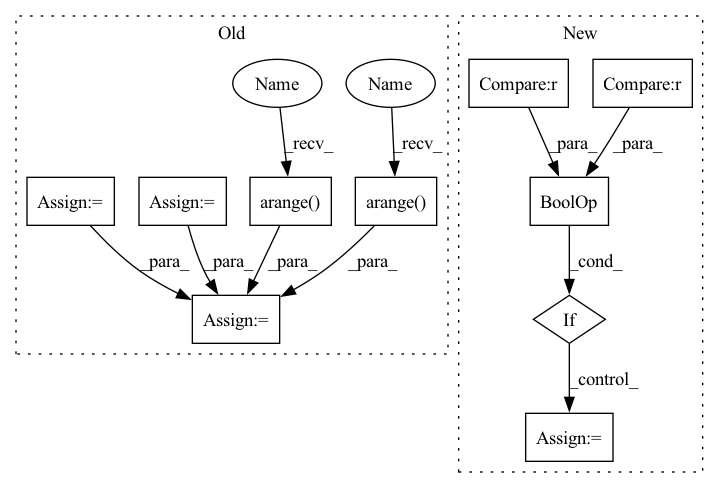 Old
New
Name
Name
Compare:r
Compare:r
_recv_
_recv_
_para_
_para_
Assign:=
Assign:=
arange()
arange()
BoolOp
_para_
_para_
_para_
_para_
_cond_
Assign:=
If
_control_
Assign:=